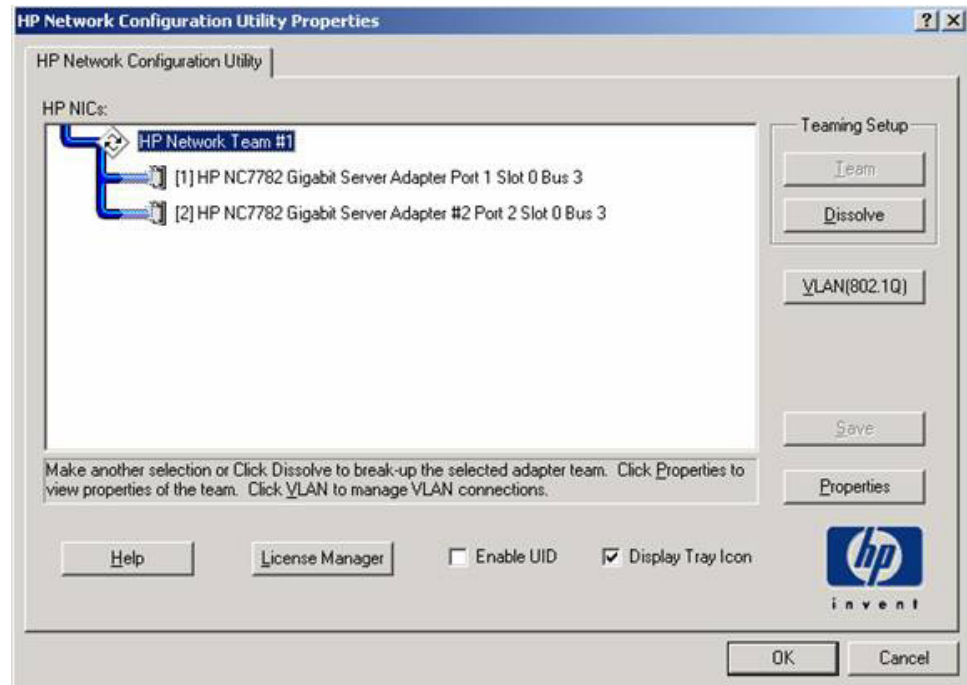 HP Network Configuration Utility Properties
HP Network Configuration Utility
HP NICs:
HP Network Team #1
[1] HP NC7782 Gigabit Server Adapter Port 1 Slot 0 Bus 3
[2] HP NC7782 Gigabit Server Adapter #2 Port 2 Slot 0 Bus 3
Teaming Setup
Team
Dissolve
VLAN(802.1Q)
Save
Make another selection or Click Dissolve to break-up the selected adapter team. Click Properties to
view properties of the team. Click VLAN to manage VLAN connections.
Properties
Help
License Manager
Enable UID
Display Tray Icon
hp
invent
OK
Cancel